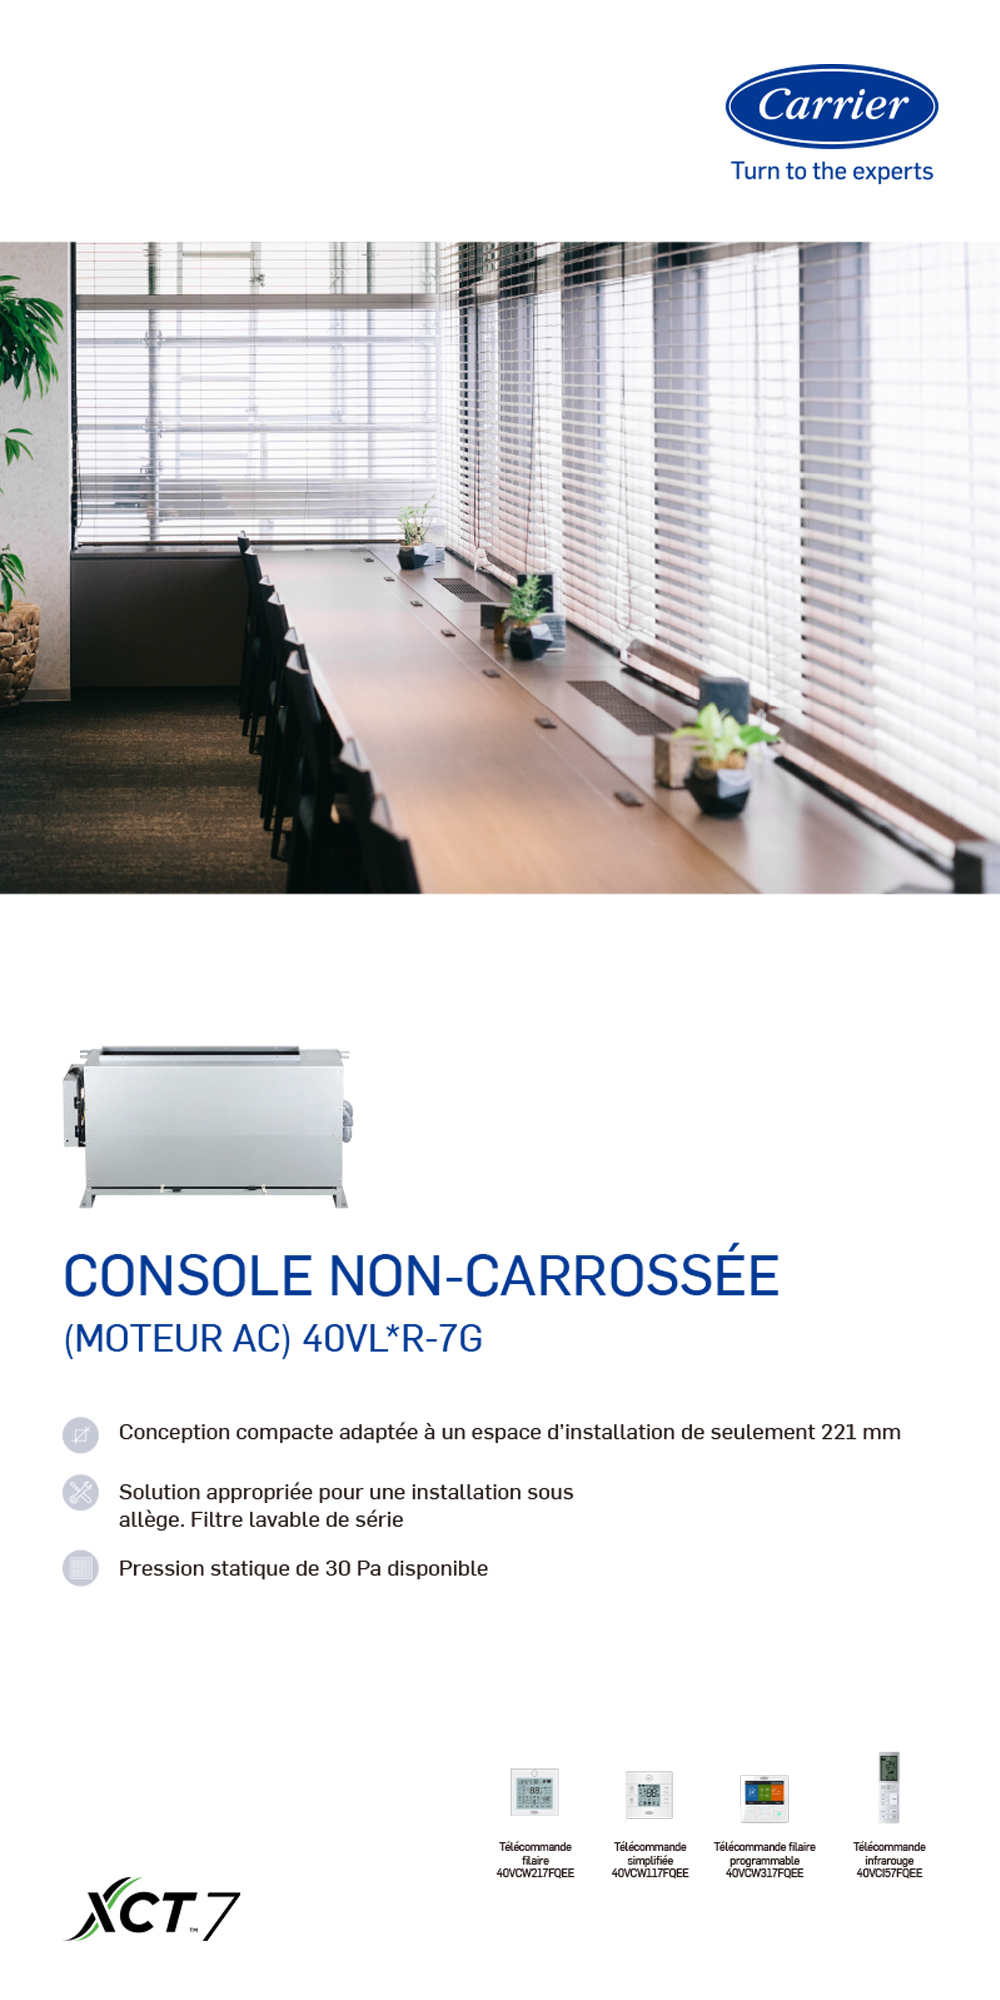 Carrier
Turn to the experts
CONSOLE NON-CARROSSÉE
(MOTEUR AC) 40VL*R-7G
Conception compacte adaptée à un espace d’installation de seulement 221 mm
Solution appropriée pour une installation sous
allège. Filtre lavable de série
Pression statique de 30 Pa disponible
Télécommande
filaire
40VCW217FQEE
Télécommande
simplifiée
40VCW117FQEE
Télécommande filaire
programmable
40VCW317FQEE
Télécommande
infrarouge
40VCI57FQEE
XCT™ 7